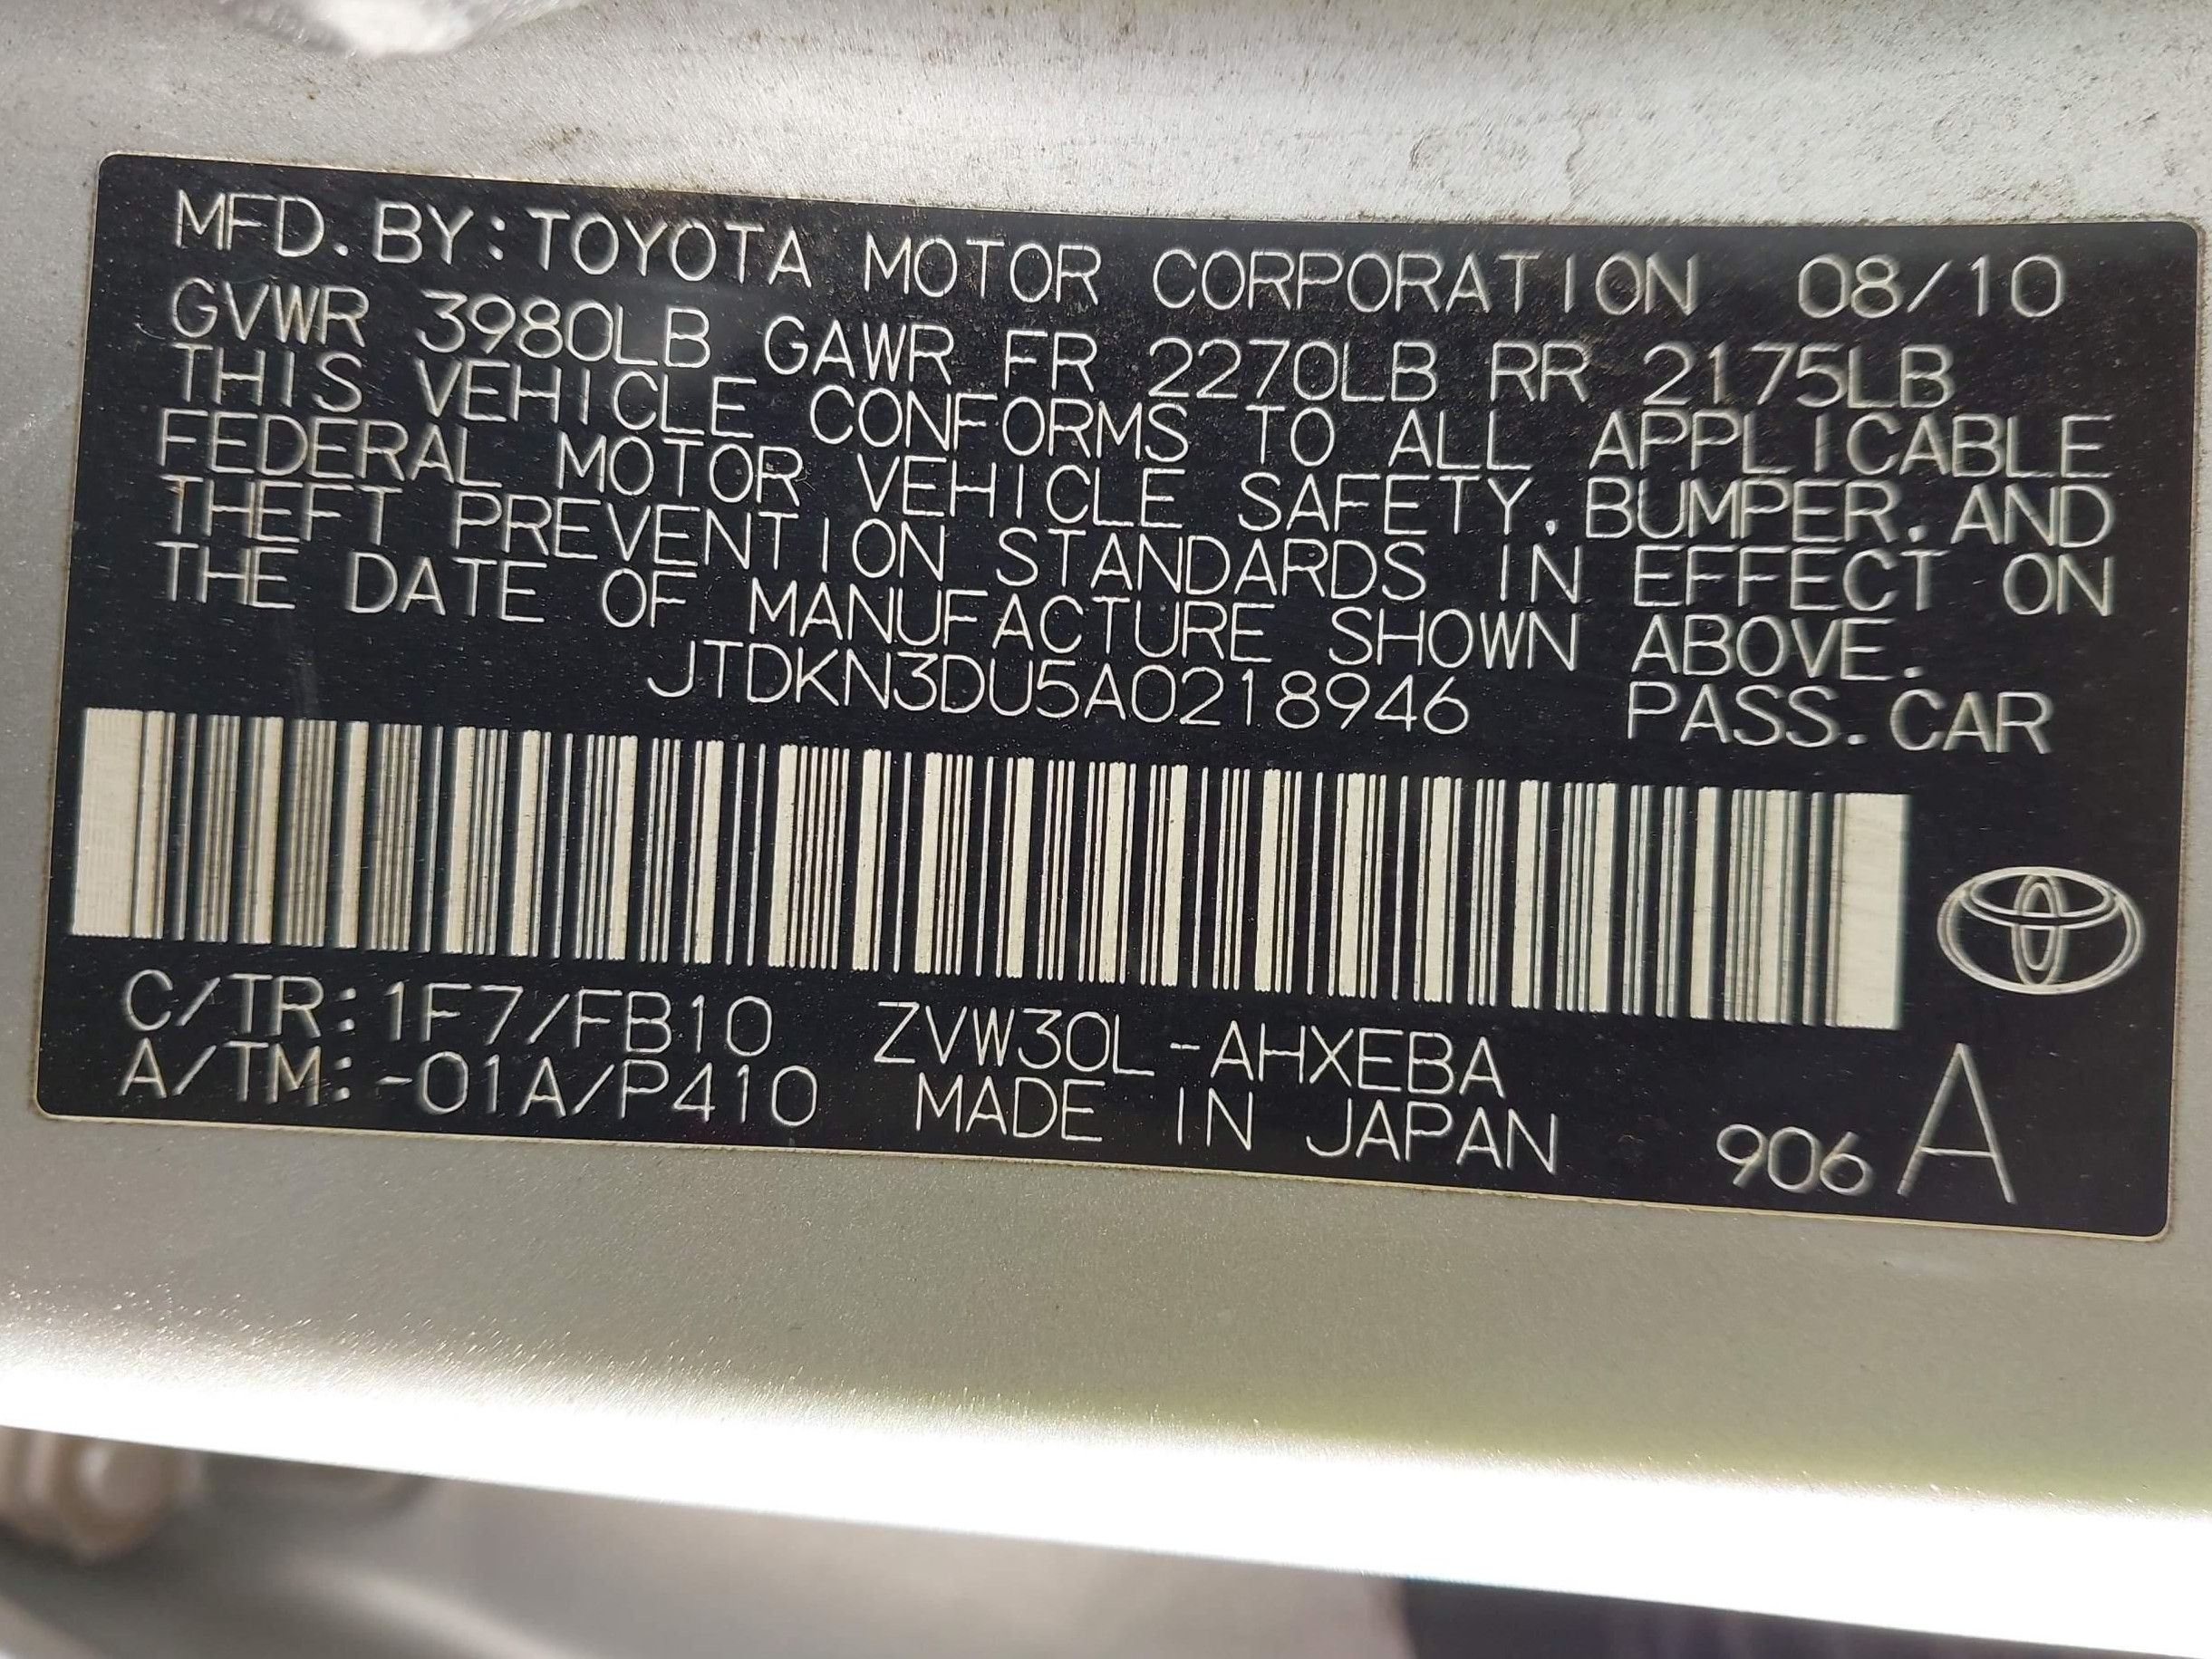 MFD. BY: TOYOTA MOTOR CORPORATION 08/10
GVWR 3980LB GAWR FR 2270LB RR 2175LB
THIS VEHICLE CONFORMS TO ALL APPLICABLE
FEDERAL MOTOR VEHICLE SAFETY, BUMPER, AND
THEFT PREVENTION STANDARDS IN EFFECT ON
THE DATE OF MANUFACTURE SHOWN ABOVE.
JTDKN3DU5A0218946 PASS. CAR
C/TR: 1F7/FB10 ZVW30L-AHXEBA
A/TM: -01A/P410 MADE IN JAPAN 906 A